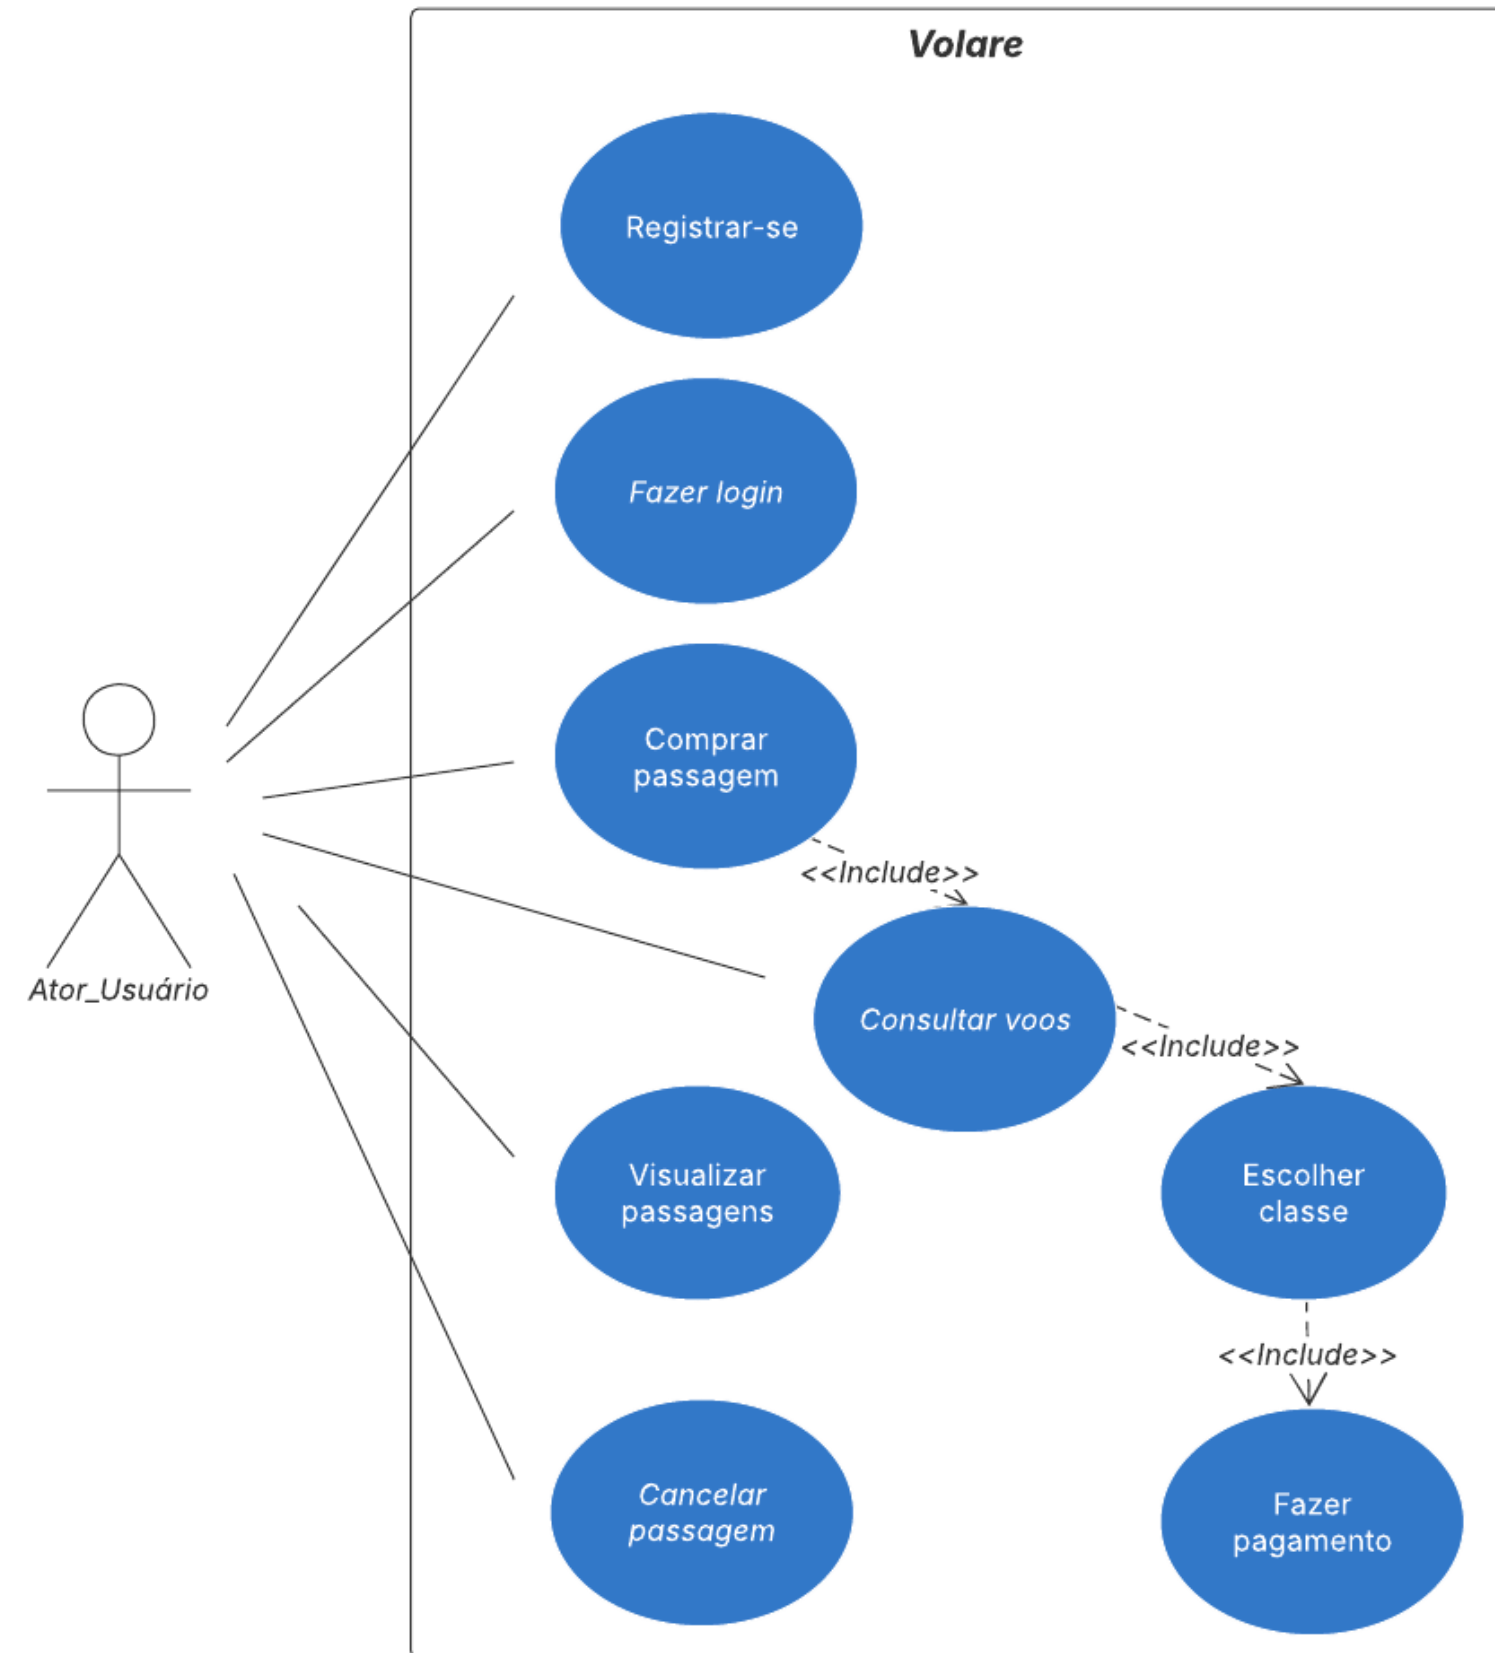 Volare
Registrar-se
Fazer login
Comprar
passagem
<<Include>>
Ator_Usuário
Consultar voos
<<Include>>
Visualizar
passagens
Escolher
classe
<<Include>>
Cancelar
passagem
Fazer
pagamento